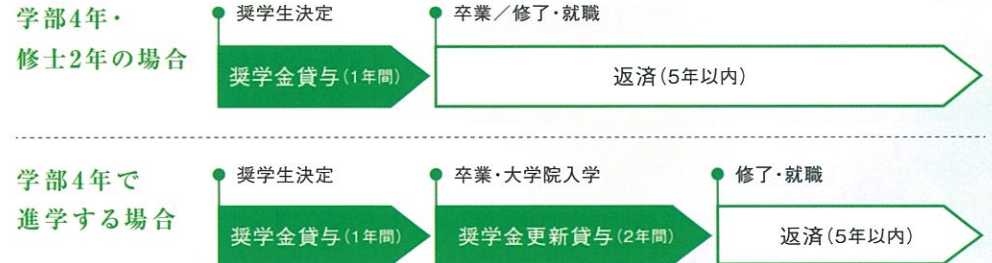 学部4年・
修士2年の場合
奨学生決定
卒業／修了・就職
奨学金貸与（1年間）
返済（5年以内）
学部4年で
進学する場合
奨学生決定
卒業・大学院入学
修了・就職
奨学金貸与（1年間）
奨学金更新貸与（2年間）
返済（5年以内）